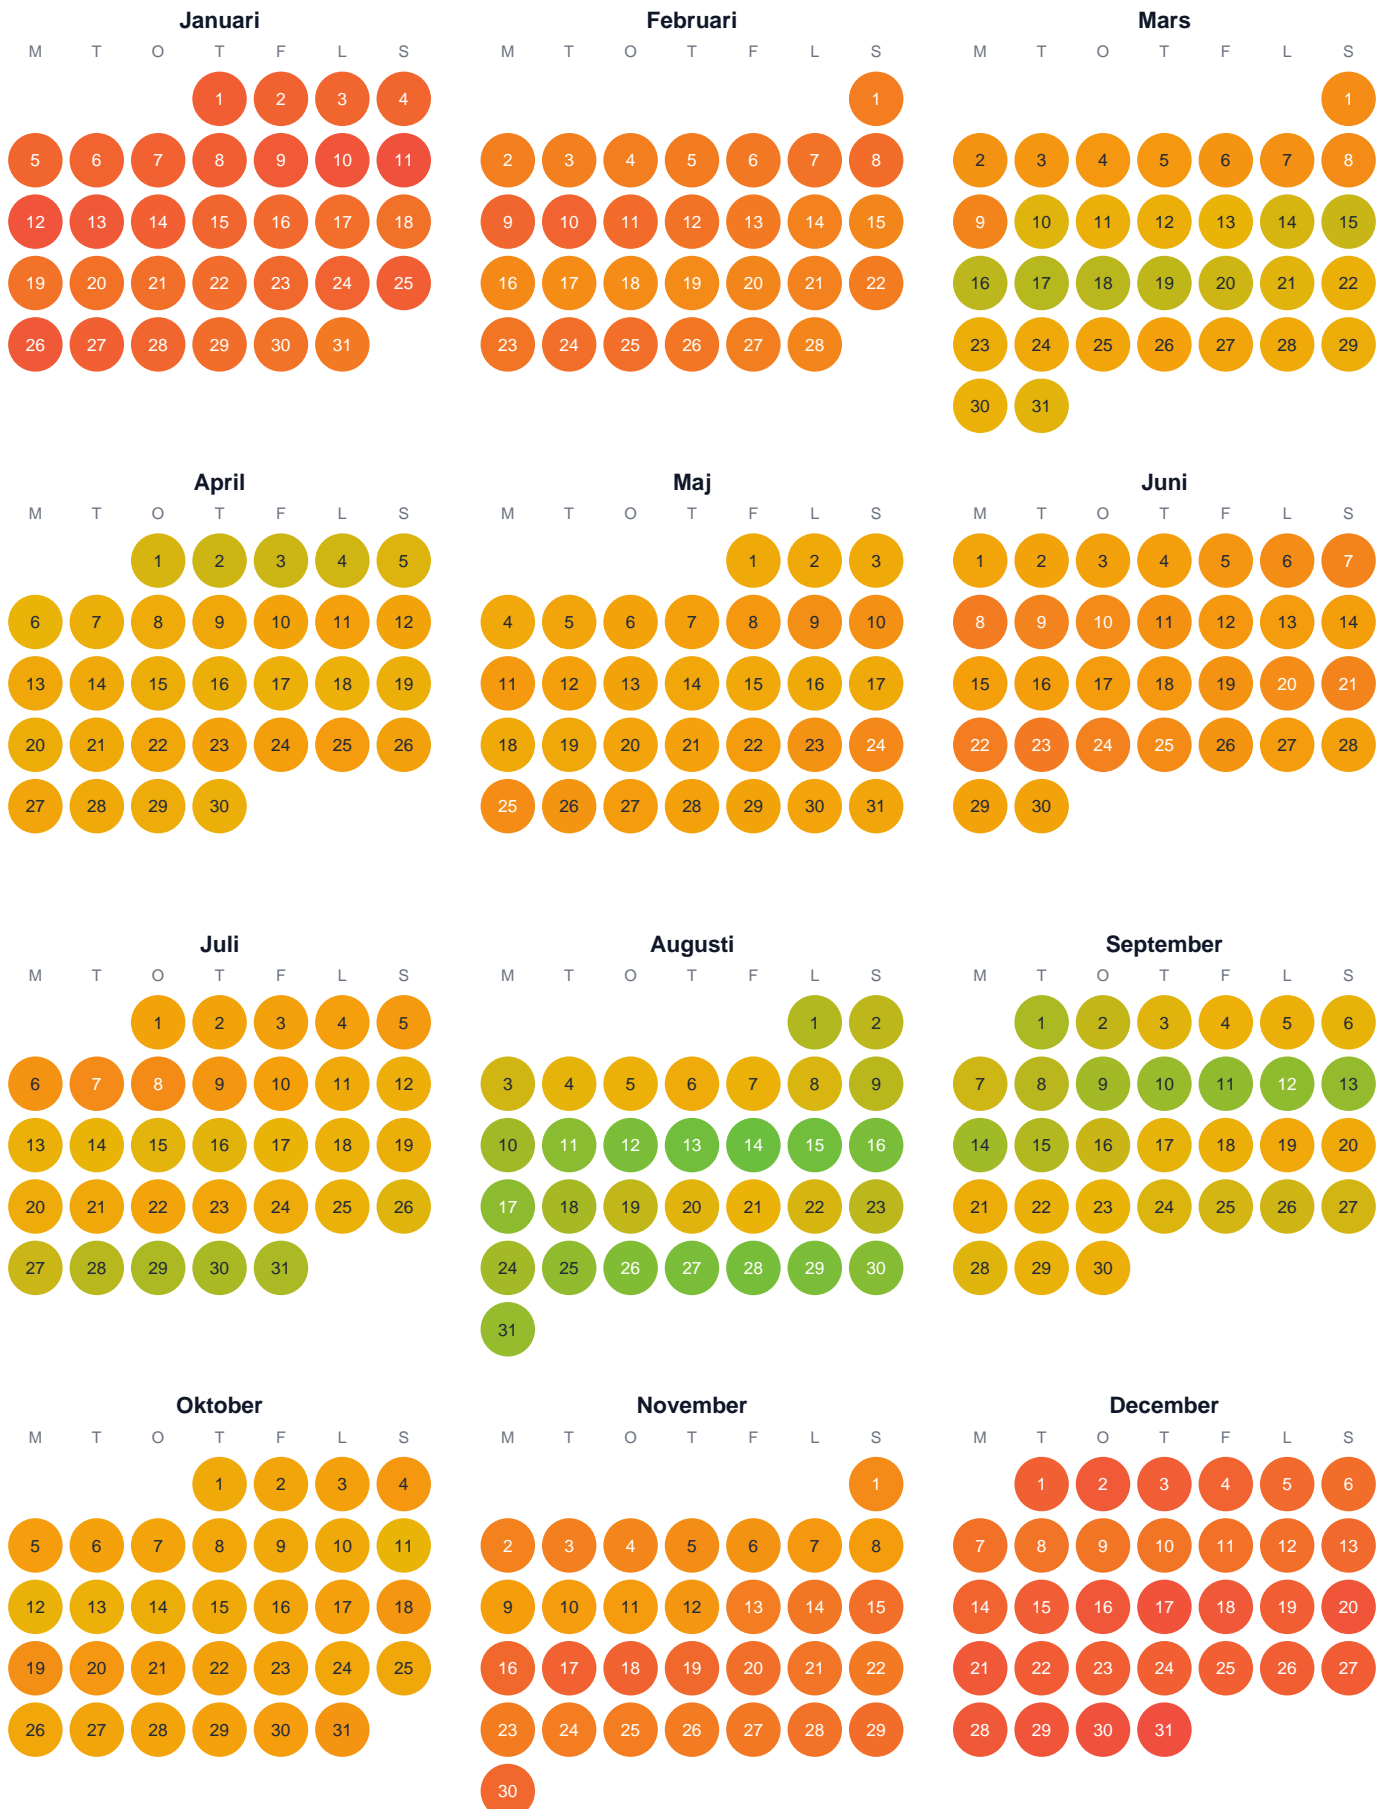 Januari Februari Mars
M T O T F L S M T O T F L S M T O T F L S
1 2 3 4 1 1
5 6 7 8 9 10 11 2 3 4 5 6 7 8 2 3 4 5 6 7 8
12 13 14 15 16 17 18 9 10 11 12 13 14 15 9 10 11 12 13 14 15
19 20 21 22 23 24 25 16 17 18 19 20 21 22 16 17 18 19 20 21 22
26 27 28 29 30 31 23 24 25 26 27 28 23 24 25 26 27 28 29
30 31
April Maj Juni
M T O T F L S M T O T F L S M T O T F L S
1 2 3 4 5 1 2 3 1 2 3 4 5 6 7
6 7 8 9 10 11 12 4 5 6 7 8 9 10 8 9 10 11 12 13 14
13 14 15 16 17 18 19 11 12 13 14 15 16 17 15 16 17 18 19 20 21
20 21 22 23 24 25 26 18 19 20 21 22 23 24 22 23 24 25 26 27 28
27 28 29 30 25 26 27 28 29 30 31 29 30
Juli Augusti September
M T O T F L S M T O T F L S M T O T F L S
1 2 3 4 5 1 2 1 2 3 4 5 6
6 7 8 9 10 11 12 3 4 5 6 7 8 9 7 8 9 10 11 12 13
13 14 15 16 17 18 19 10 11 12 13 14 15 16 14 15 16 17 18 19 20
20 21 22 23 24 25 26 17 18 19 20 21 22 23 21 22 23 24 25 26 27
27 28 29 30 31 24 25 26 27 28 29 30 28 29 30
31
Oktober November December
M T O T F L S M T O T F L S M T O T F L S
1 2 3 4 1 1 2 3 4 5 6
5 6 7 8 9 10 11 2 3 4 5 6 7 8 7 8 9 10 11 12 13
12 13 14 15 16 17 18 9 10 11 12 13 14 15 14 15 16 17 18 19 20
19 20 21 22 23 24 25 16 17 18 19 20 21 22 21 22 23 24 25 26 27
26 27 28 29 30 31 23 24 25 26 27 28 29 28 29 30 31
30